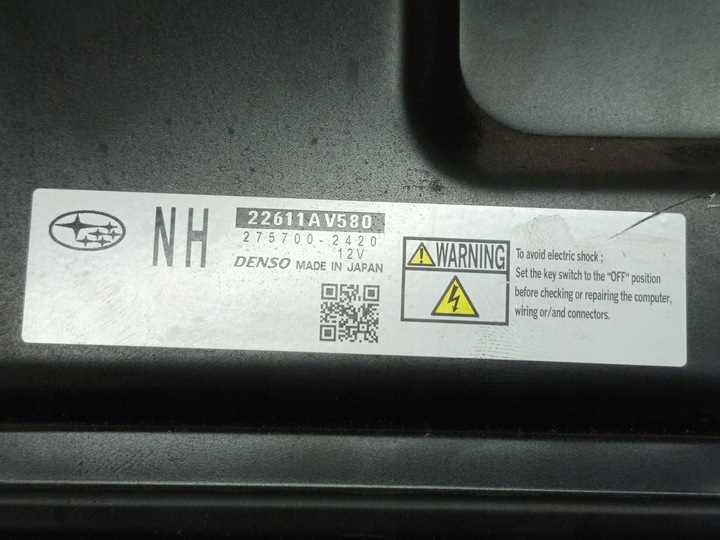 NH
22611AV580
275700-2420
12V
DENSO MADE IN JAPAN
WARNING
To avoid electric shock ;
Set the key switch to the "OFF" position
before checking or repairing the computer,
wiring or/and connectors.